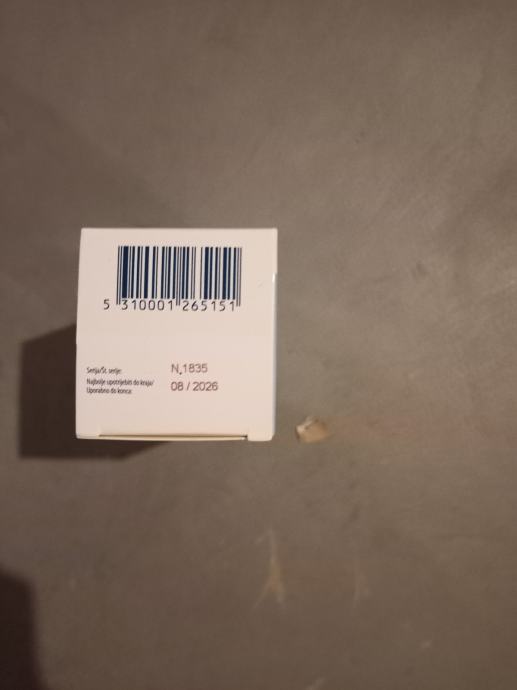 5 310001 265151
Serija/Št. serije: N.1835
Najbolje upotrijebiti do kraja/
Uporabno do konca: 08 / 2026